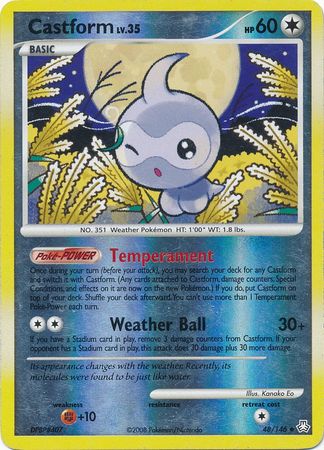 Castform LV.35 HP 60
BASIC
NO. 351 Weather Pokémon HT: 1'00" WT: 1.8 lbs.
Poké-POWER Temperament
Once during your turn (before your attack), you may search your deck for any Castform
and switch it with Castform. (Any cards attached to Castform, damage counters, Special
Conditions, and effects on it are now on the new Pokémon.) If you do, put Castform on
top of your deck. Shuffle your deck afterward. You can't use more than 1 Temperament
Poké-POWER each turn.
Weather Ball 30+
If you have a Stadium card in play, remove 3 damage counters from Castform. If your
opponent has a Stadium card in play, this attack does 30 damage plus 30 more damage.
Its appearance changes with the weather. Recently, its
molecules were found to be just like water.
Illus. Kanako Eo
weakness resistance retreat cost
+10
DPBP#407 ©2008 Pokémon/Nintendo 48/146